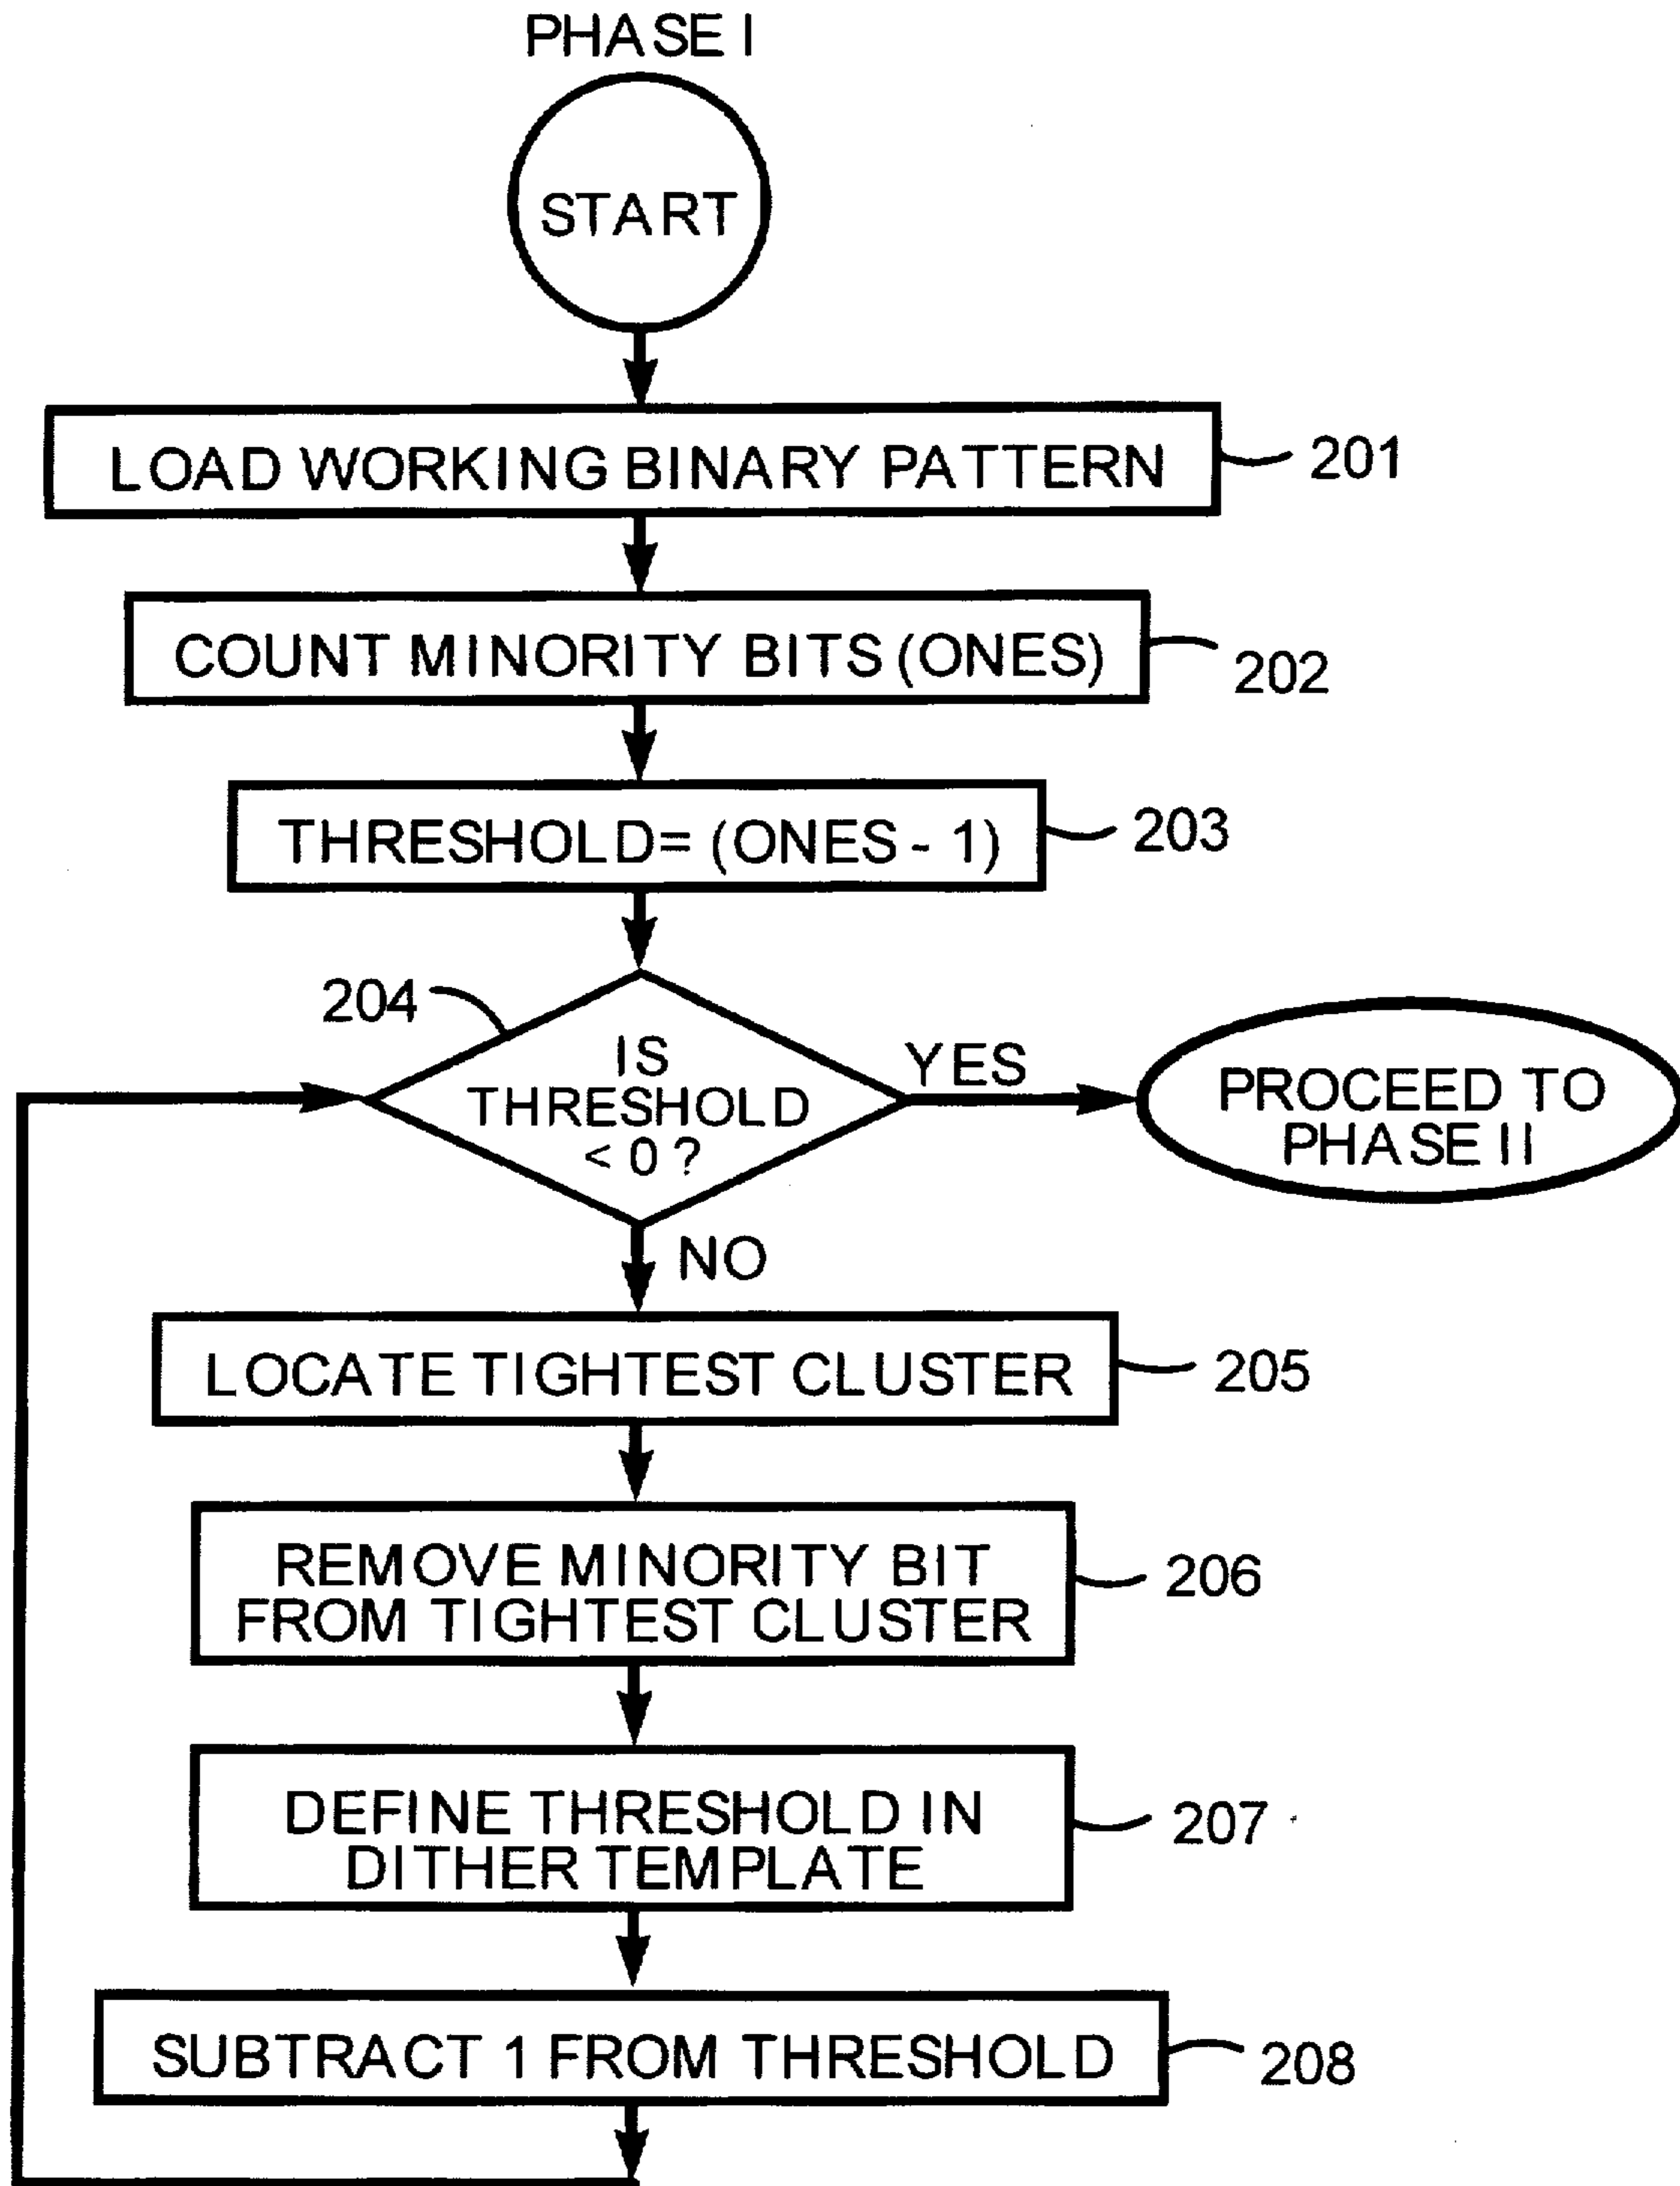 PHASE I
START
LOAD WORKING BINARY PATTERN
201
COUNT MINORITY BITS (ONES)
202
THRESHOLD= (ONES - 1)
203
204
IS
THRESHOLD
< 0 ?
YES
PROCEED TO
PHASE II
NO
LOCATE TIGHTEST CLUSTER
205
REMOVE MINORITY BIT
FROM TIGHTEST CLUSTER
206
DEFINE THRESHOLD IN
DITHER TEMPLATE
207
SUBTRACT 1 FROM THRESHOLD
208